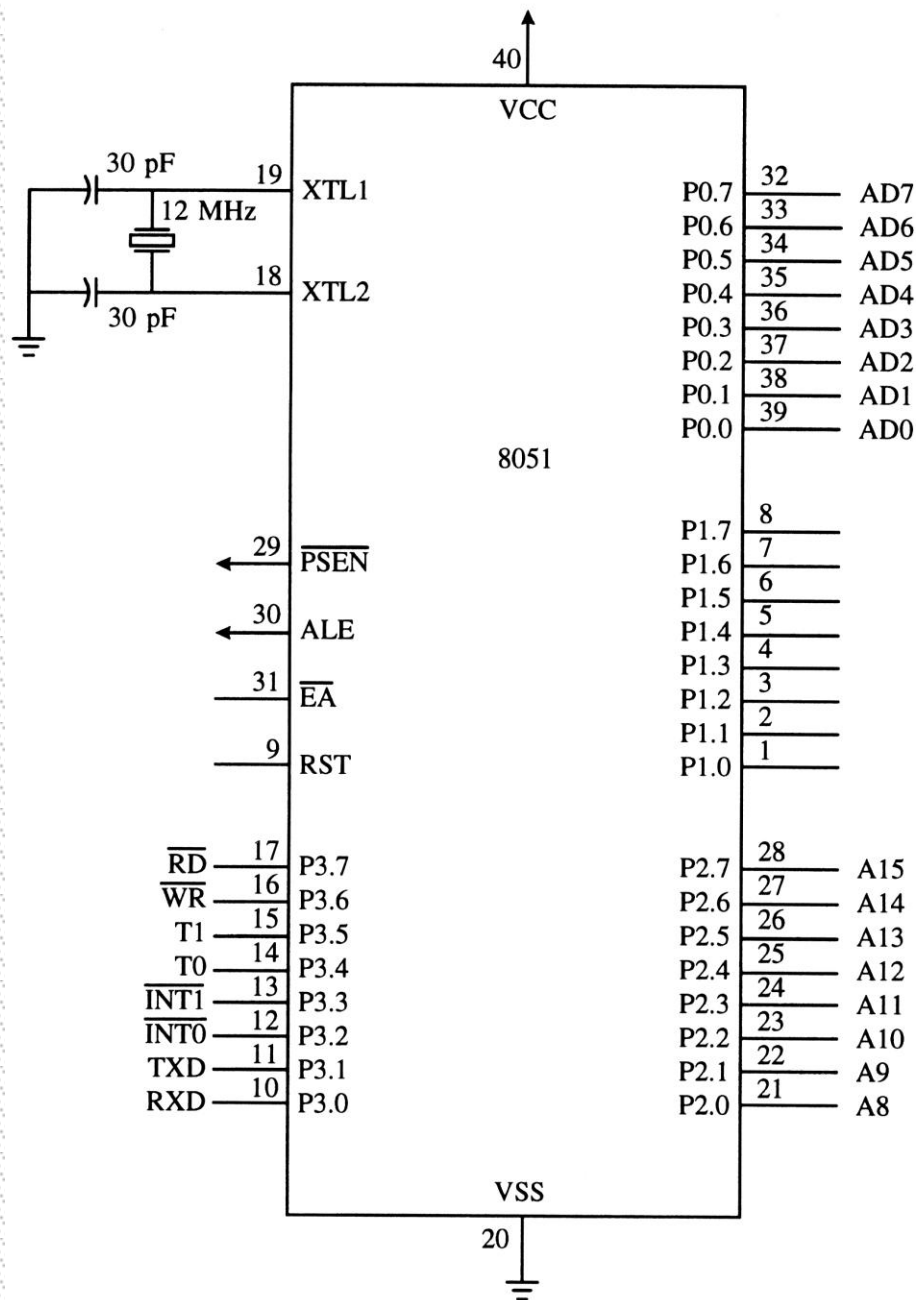 40
VCC
30 pF
19 XTL1
12 MHz
18 XTL2
30 pF
P0.7 32 AD7
P0.6 33 AD6
P0.5 34 AD5
P0.4 35 AD4
P0.3 36 AD3
P0.2 37 AD2
P0.1 38 AD1
P0.0 39 AD0
8051
29 PSEN
30 ALE
31 EA
9 RST
P1.7 8
P1.6 7
P1.5 6
P1.4 5
P1.3 4
P1.2 3
P1.1 2
P1.0 1
RD 17 P3.7
WR 16 P3.6
T1 15 P3.5
T0 14 P3.4
INT1 13 P3.3
INT0 12 P3.2
TXD 11 P3.1
RXD 10 P3.0
P2.7 28 A15
P2.6 27 A14
P2.5 26 A13
P2.4 25 A12
P2.3 24 A11
P2.2 23 A10
P2.1 22 A9
P2.0 21 A8
VSS
20